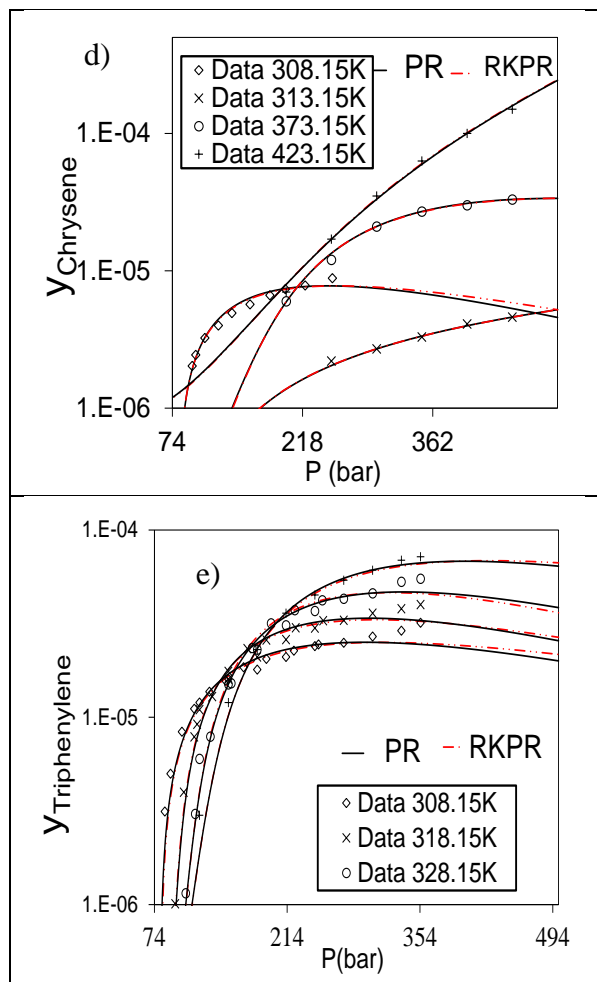 d)
Data 308.15K
Data 313.15K
Data 373.15K
Data 423.15K
PR
RKPR
1.E-04
1.E-05
1.E-06
yChrysene
74
218
362
P (bar)
1.E-04
e)
1.E-05
1.E-06
yTriphenylene
PR
RKPR
Data 308.15K
Data 318.15K
Data 328.15K
74
214
354
494
P(bar)